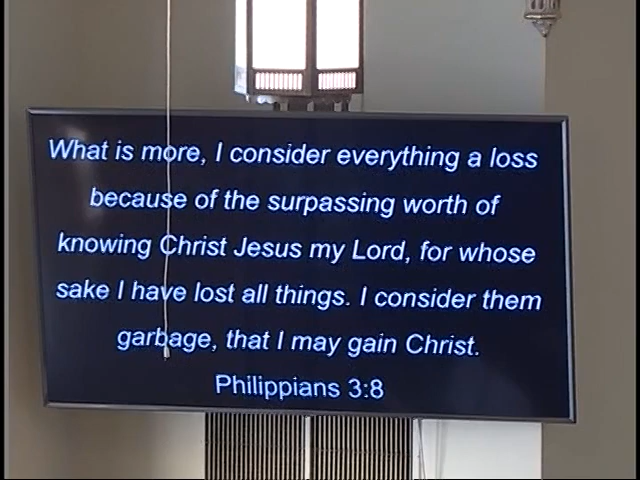 What is more, I consider everything a loss
because of the surpassing worth of
knowing Christ Jesus my Lord, for whose
sake I have lost all things. I consider them
garbage, that I may gain Christ.
Philippians 3:8